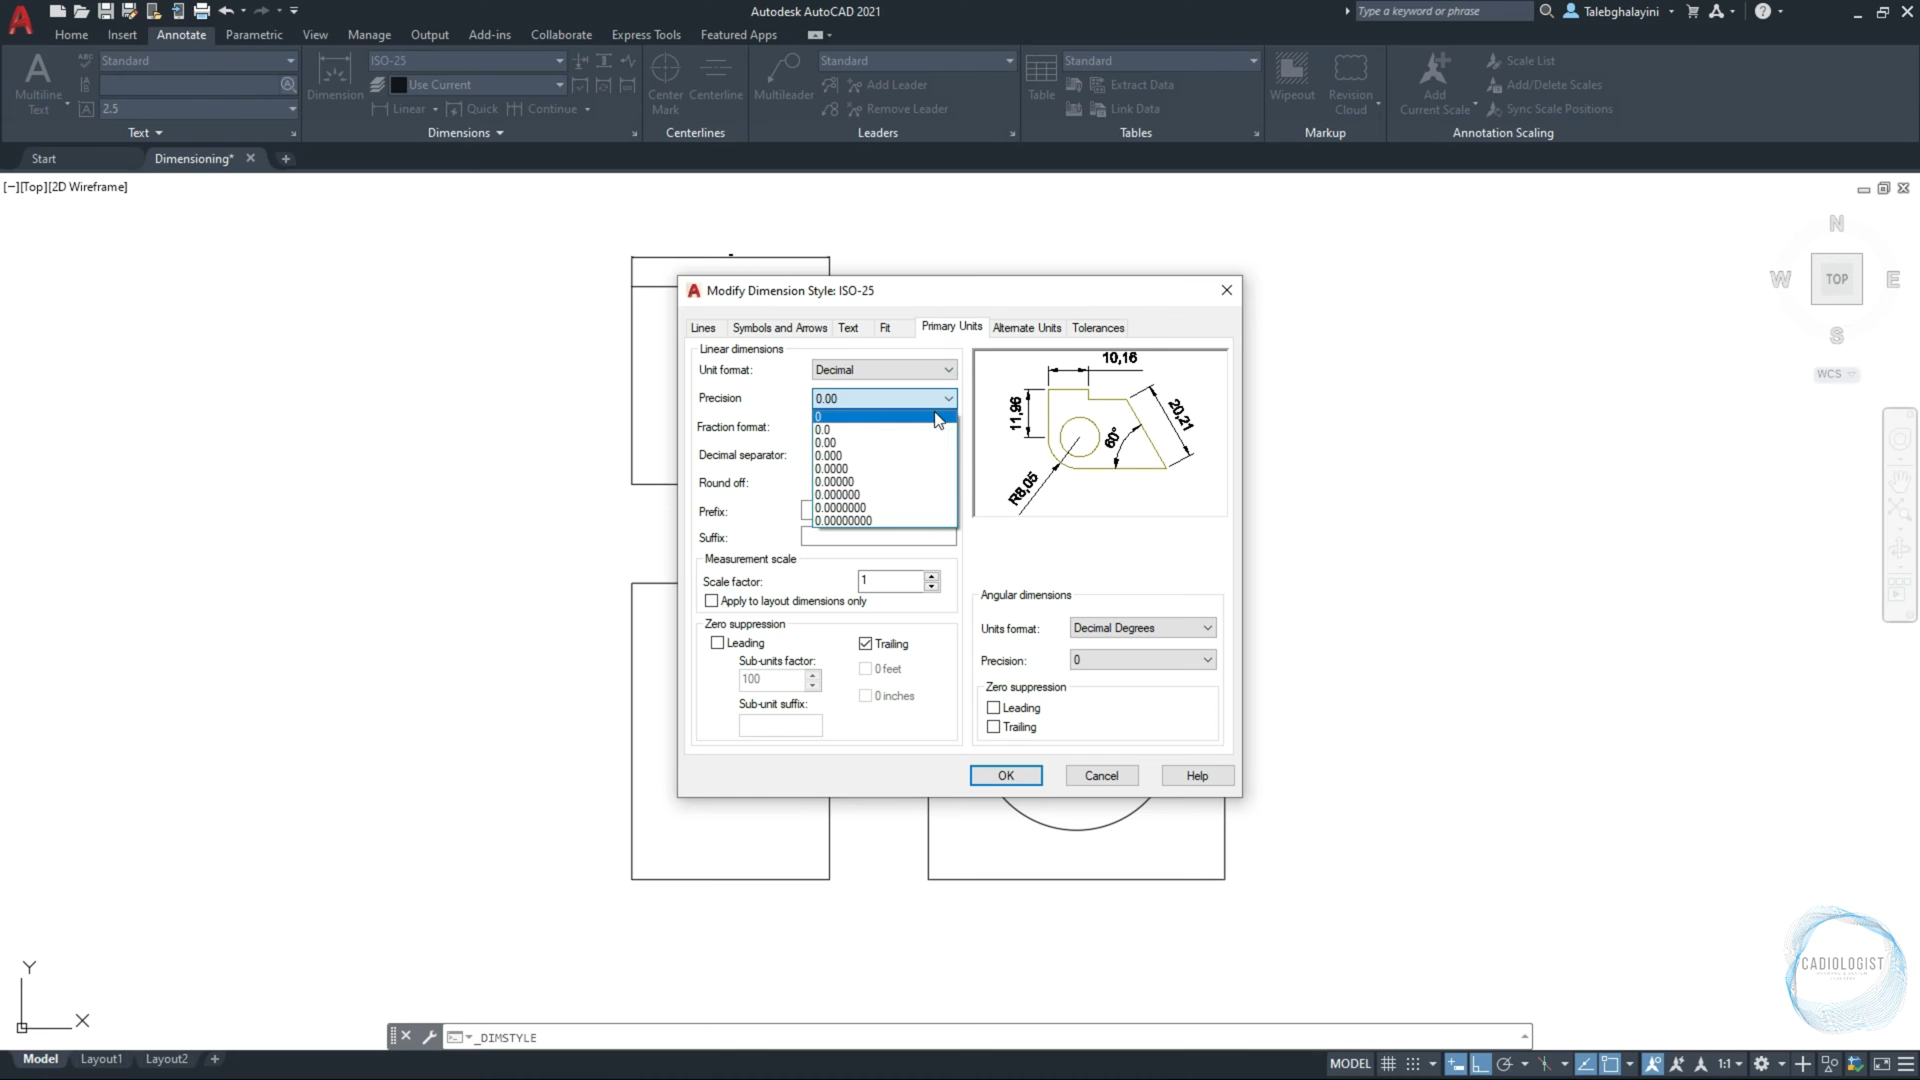 Autodesk AutoCAD 2021
Type a keyword or phrase
Talebghalayini
Home Insert Annotate Parametric View Manage Output Add-ins Collaborate Express Tools Featured Apps
Multiline Text
Standard
2.5
Text
Dimension
ISO-25
Use Current
Linear Quick Continue
Dimensions
Center Mark
Centerline
Centerlines
Multileader
Standard
Add Leader
Remove Leader
Leaders
Table
Standard
Extract Data
Link Data
Tables
Wipeout
Revision Cloud
Markup
Add Current Scale
Scale List
Add/Delete Scales
Sync Scale Positions
Annotation Scaling
Start
Dimensioning*
[−][Top][2D Wireframe]
N
W TOP E
S
WCS
Modify Dimension Style: ISO-25
Lines Symbols and Arrows Text Fit Primary Units Alternate Units Tolerances
Linear dimensions
Unit format: Decimal
Precision 0.00
0
0.0
0.00
0.000
0.0000
0.00000
0.000000
0.0000000
0.00000000
Fraction format:
Decimal separator:
Round off:
Prefix:
Suffix:
Measurement scale
Scale factor: 1
Apply to layout dimensions only
Zero suppression
Leading
Trailing
Sub-units factor:
100
0 feet
Sub-unit suffix:
0 inches
10,16
11,96
20,21
60°
R8,05
Angular dimensions
Units format: Decimal Degrees
Precision: 0
Zero suppression
Leading
Trailing
OK Cancel Help
Y
X
CADIOLOGIST
_DIMSTYLE
Model Layout1 Layout2
MODEL
1:1